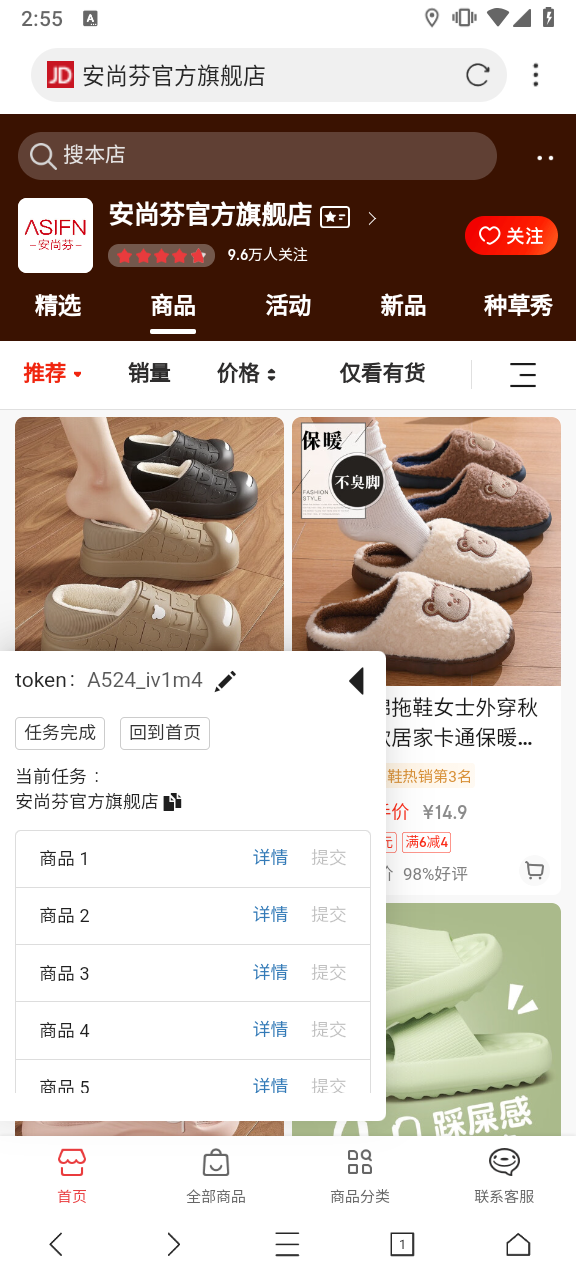 2:55
A
JD 安尚芬官方旗舰店
搜本店
ASIFN
安尚芬
安尚芬官方旗舰店
9.6万人关注
关注
精选 商品 活动 新品 种草秀
推荐 销量 价格 仅看有货
保暖
不臭脚
FASHION
STYLE
token: A524_iv1m4
任务完成 回到首页
当前任务：
安尚芬官方旗舰店
商品 1 详情 提交
商品 2 详情 提交
商品 3 详情 提交
商品 4 详情 提交
商品 5 详情 提交
拖鞋女士外穿秋
居家卡通保暖...
鞋热销第3名
手价 ¥14.9
元 满6减4
价 98%好评
踩屎感
首页 全部商品 商品分类 联系客服
1